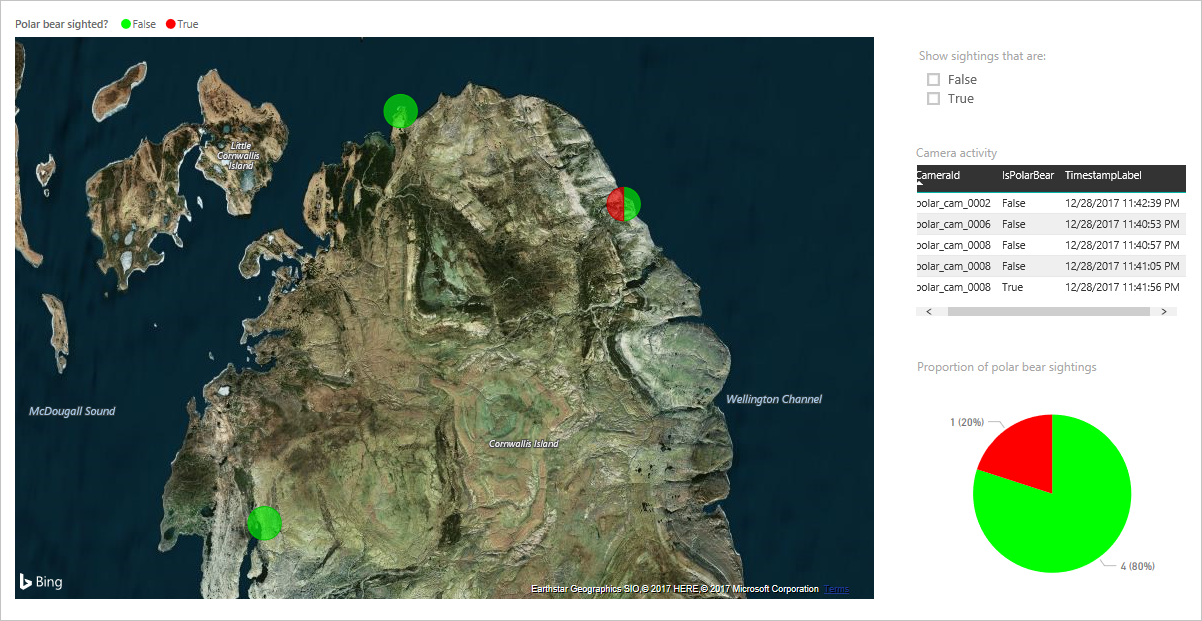 Polar bear sighted? False True
Little
Cornwallis
Island
McDougall Sound
Wellington Channel
Cornwallis Island
Bing
Earthstar Geographics SIO,© 2017 HERE,© 2017 Microsoft Corporation Terms
Show sightings that are:
False
True
Camera activity
CameraId IsPolarBear TimestampLabel
polar_cam_0002 False 12/28/2017 11:42:39 PM
polar_cam_0006 False 12/28/2017 11:40:53 PM
polar_cam_0008 False 12/28/2017 11:40:57 PM
polar_cam_0008 False 12/28/2017 11:41:05 PM
polar_cam_0008 True 12/28/2017 11:41:56 PM
Proportion of polar bear sightings
1 (20%)
4 (80%)